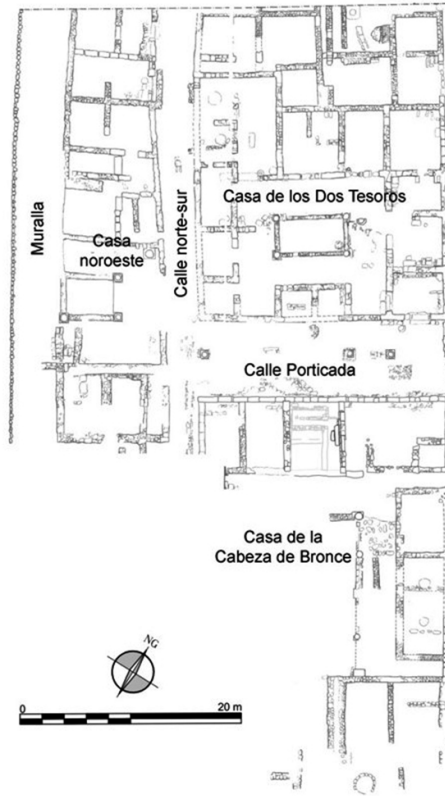 Casa de los Dos Tesoros
Muralla
Casa
noroeste
Calle norte-sur
Calle Porticada
Casa de la
Cabeza de Bronce
NG
0
20 m